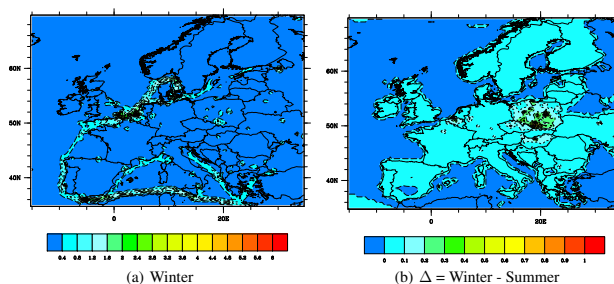 60N
50N
40N
0 20E
0.4 0.8 1.2 1.6 2 2.4 2.8 3.2 3.6 4 4.4 4.8 5.2 5.6 6
(a) Winter
60N
50N
40N
0 20E
0 0.1 0.2 0.3 0.4 0.5 0.6 0.7 0.8 0.9 1
(b) Δ = Winter - Summer